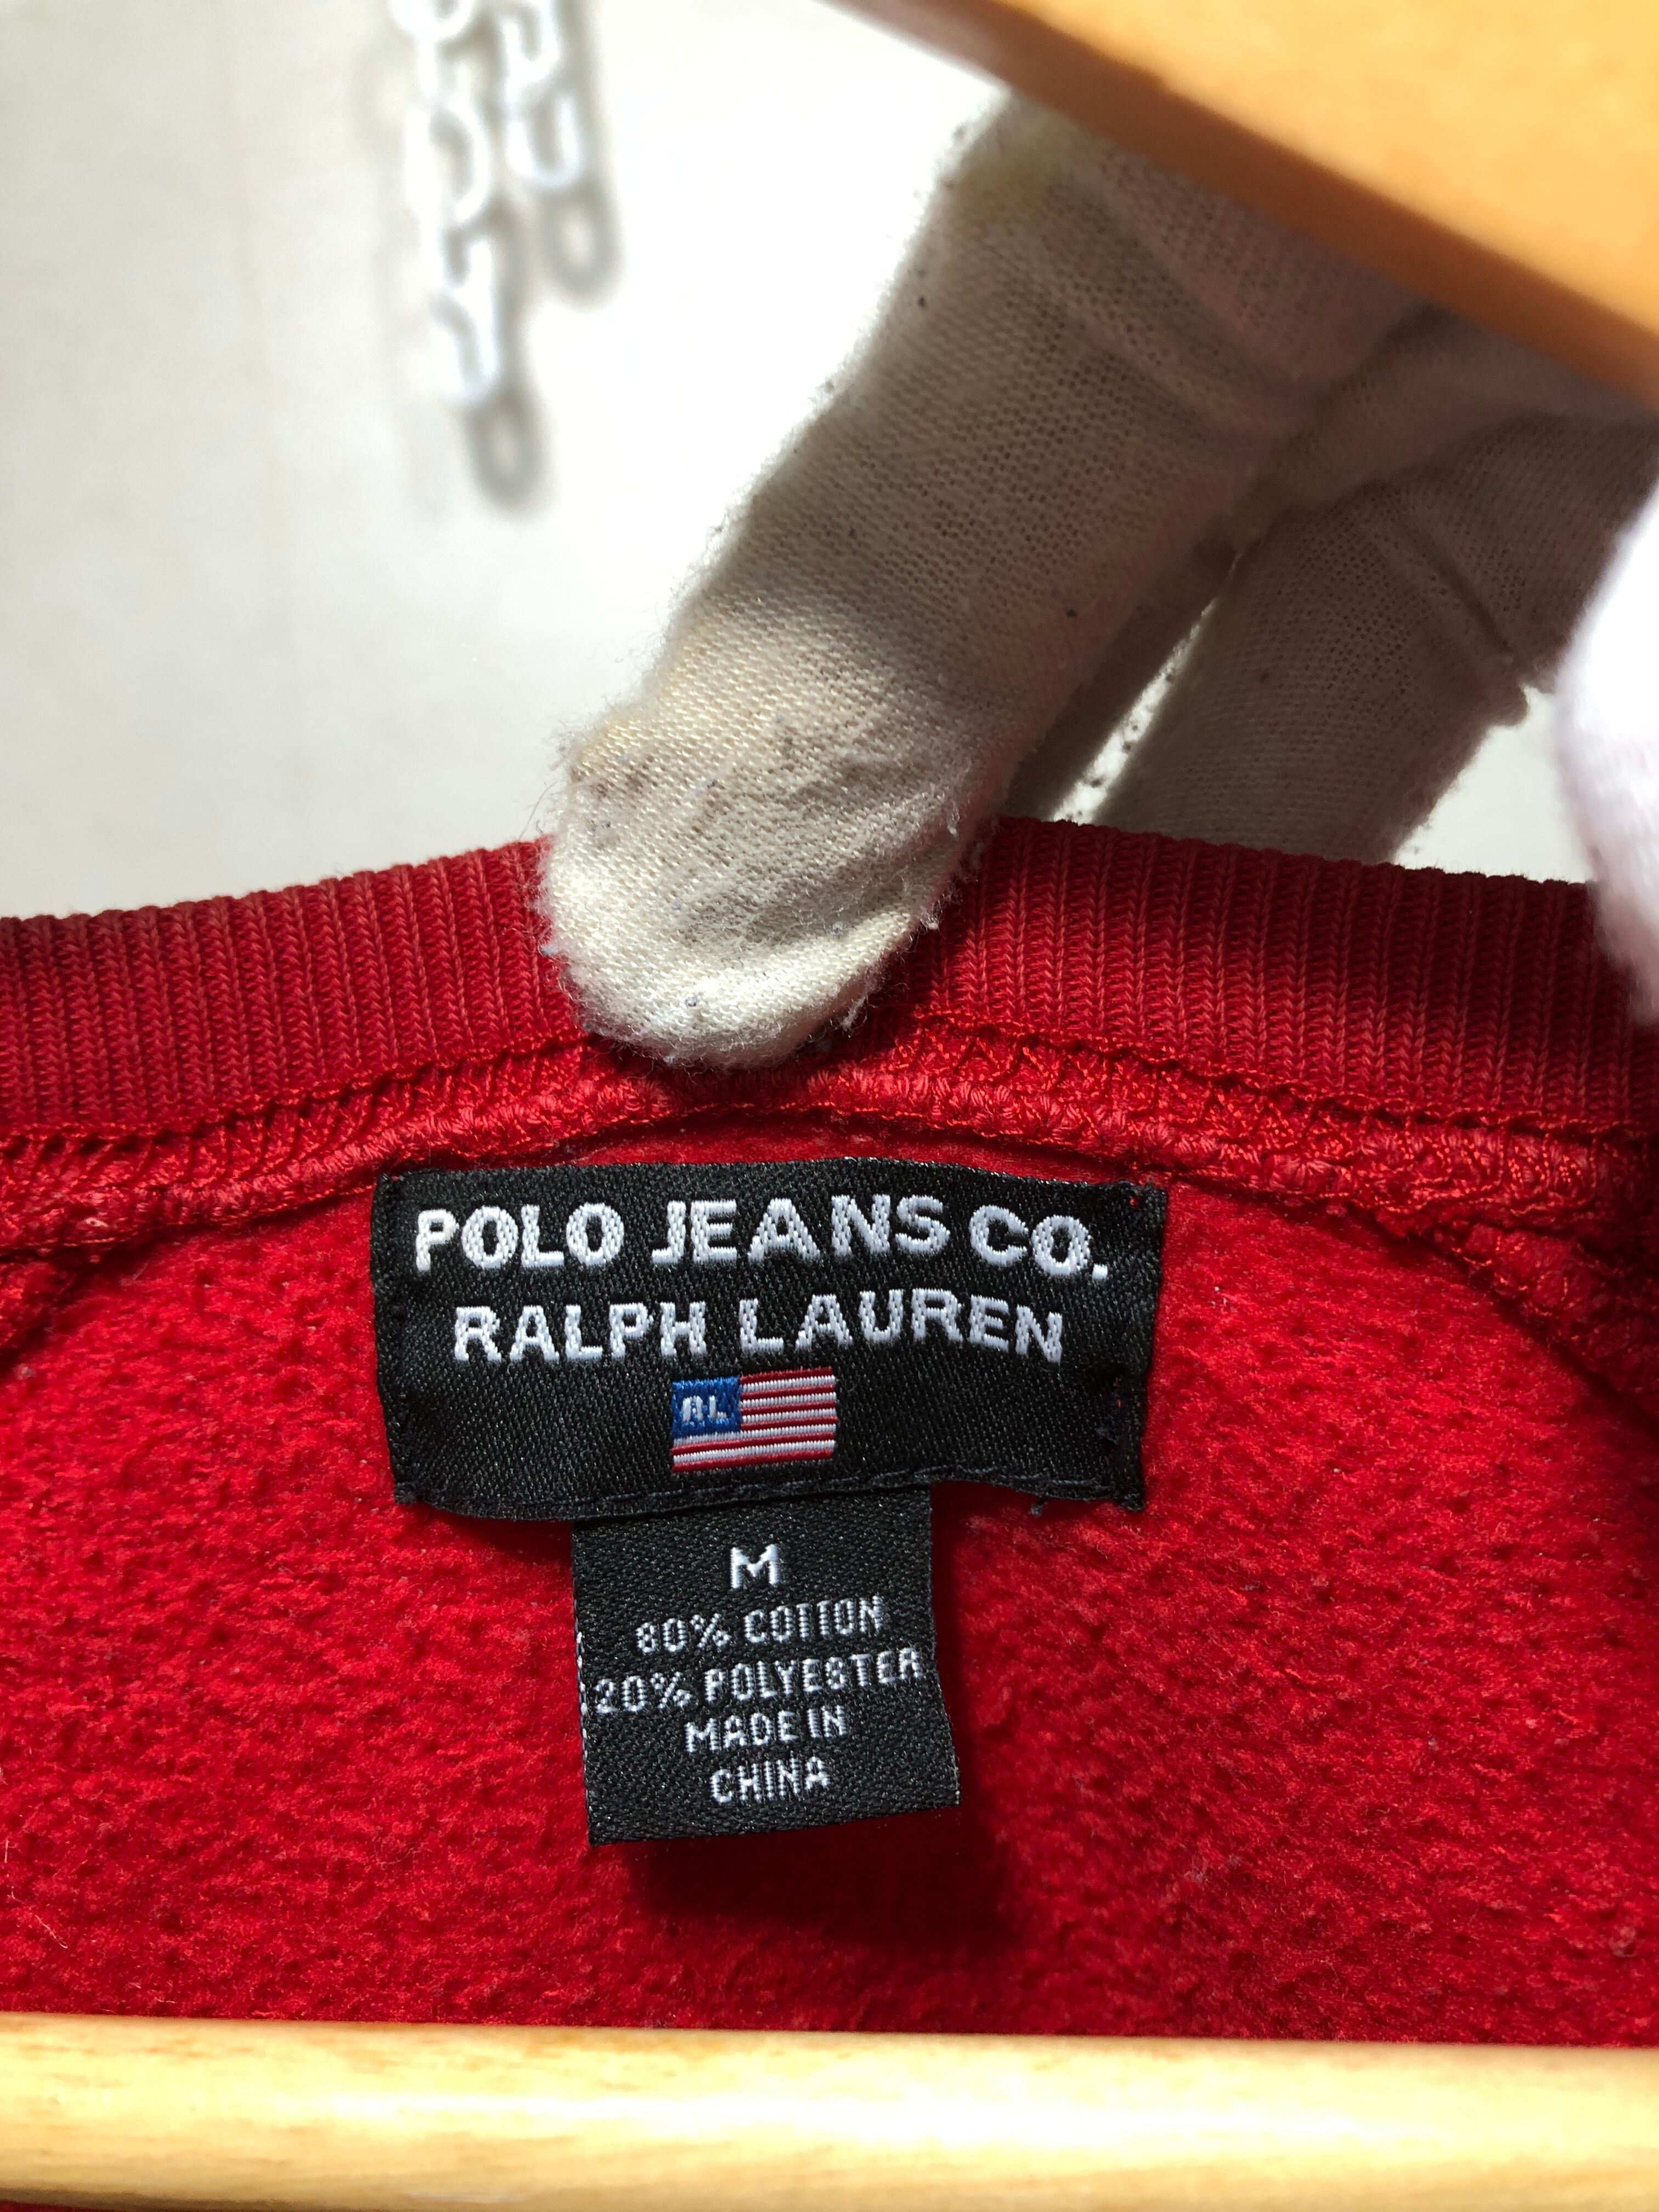 POLO JEANS CO.
RALPH LAUREN
RL
M
80% COTTON
20% POLYESTER
MADE IN
CHINA